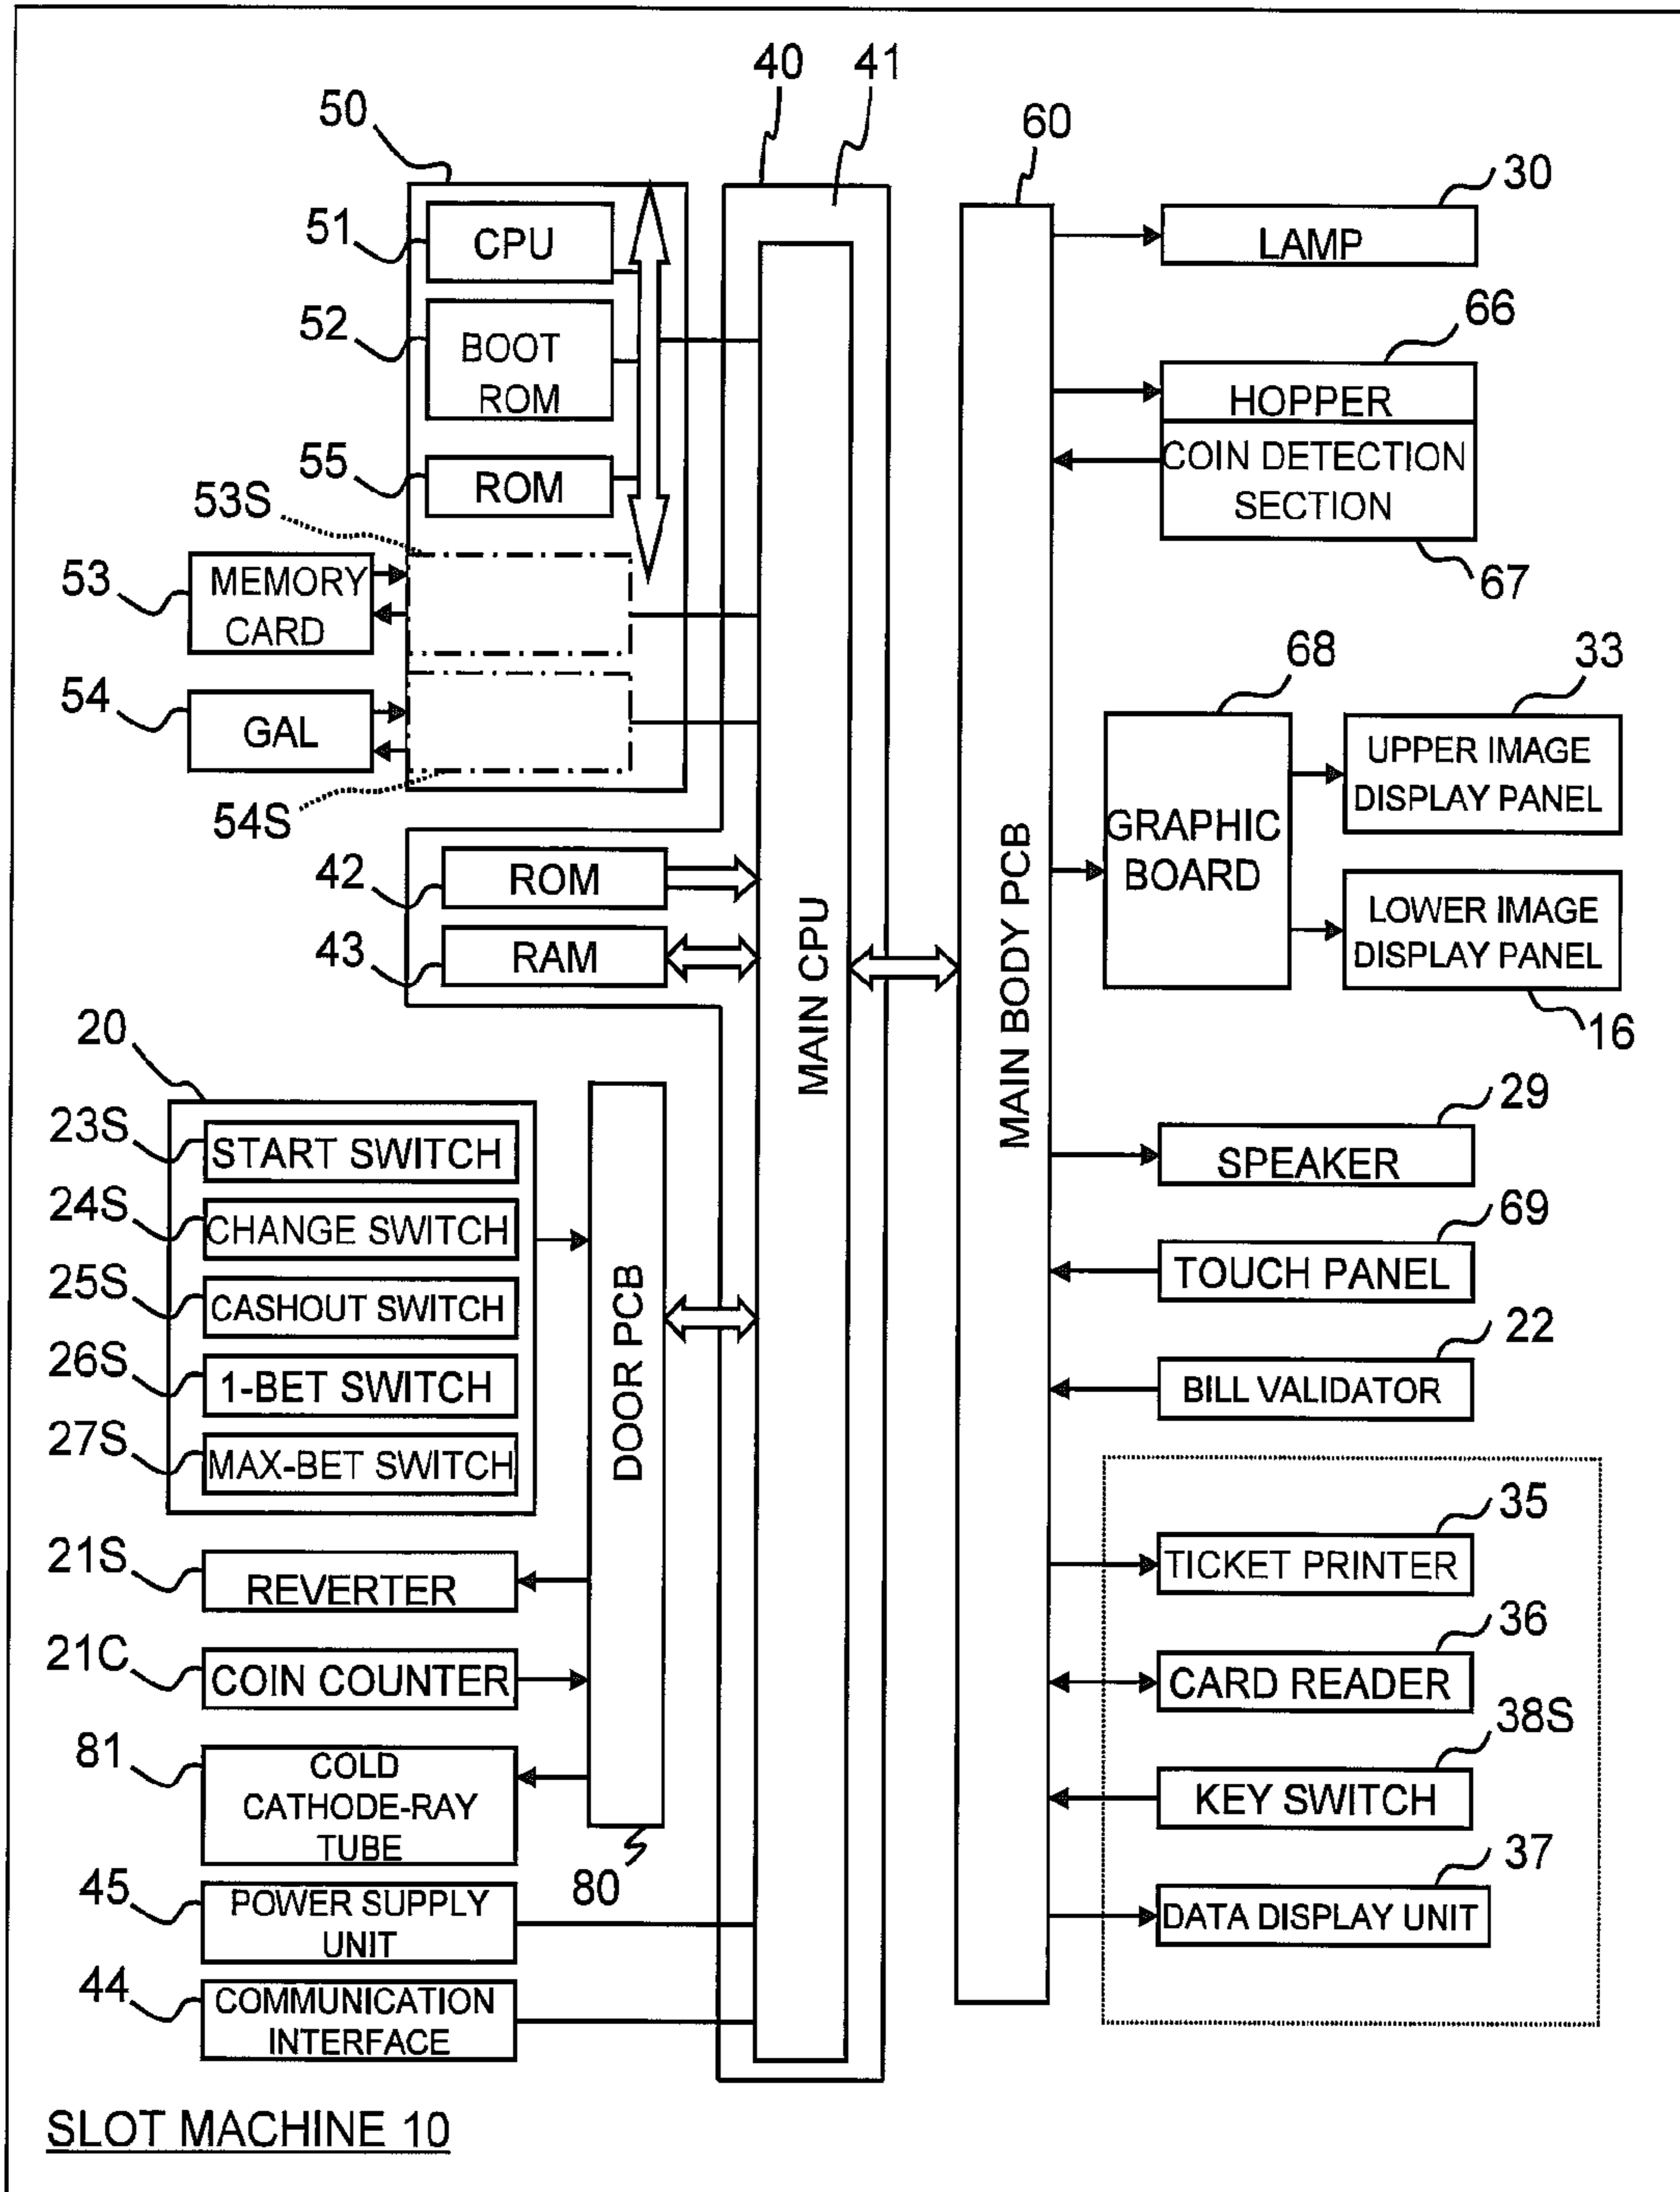 40
41
50
60
30
51
CPU
LAMP
52
BOOT
ROM
66
HOPPER
55
ROM
COIN DETECTION
SECTION
53S
67
53
MEMORY
CARD
54
GAL
54S
68
33
UPPER IMAGE
DISPLAY PANEL
GRAPHIC
BOARD
LOWER IMAGE
DISPLAY PANEL
16
42
ROM
43
RAM
MAIN CPU
MAIN BODY PCB
20
23S
START SWITCH
24S
CHANGE SWITCH
25S
CASHOUT SWITCH
26S
1-BET SWITCH
27S
MAX-BET SWITCH
DOOR PCB
29
SPEAKER
69
TOUCH PANEL
22
BILL VALIDATOR
21S
REVERTER
21C
COIN COUNTER
81
COLD
CATHODE-RAY
TUBE
80
45
POWER SUPPLY
UNIT
44
COMMUNICATION
INTERFACE
35
TICKET PRINTER
36
CARD READER
38S
KEY SWITCH
37
DATA DISPLAY UNIT
SLOT MACHINE 10